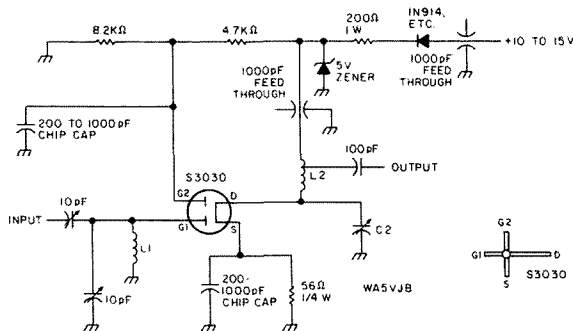 8.2KΩ
4.7KΩ
200Ω
1W
IN914,
ETC.
+10 TO 15V
1000pF
FEED
THROUGH
5V
ZENER
1000pF
FEED
THROUGH
200 TO 1000pF
CHIP CAP
100pF
OUTPUT
L2
S3030
G2
D
G1
S
10pF
INPUT
L1
10pF
C2
200-
1000pF
CHIP CAP
56Ω
1/4 W
WA5VJB
G2
G1
D
S
S3030